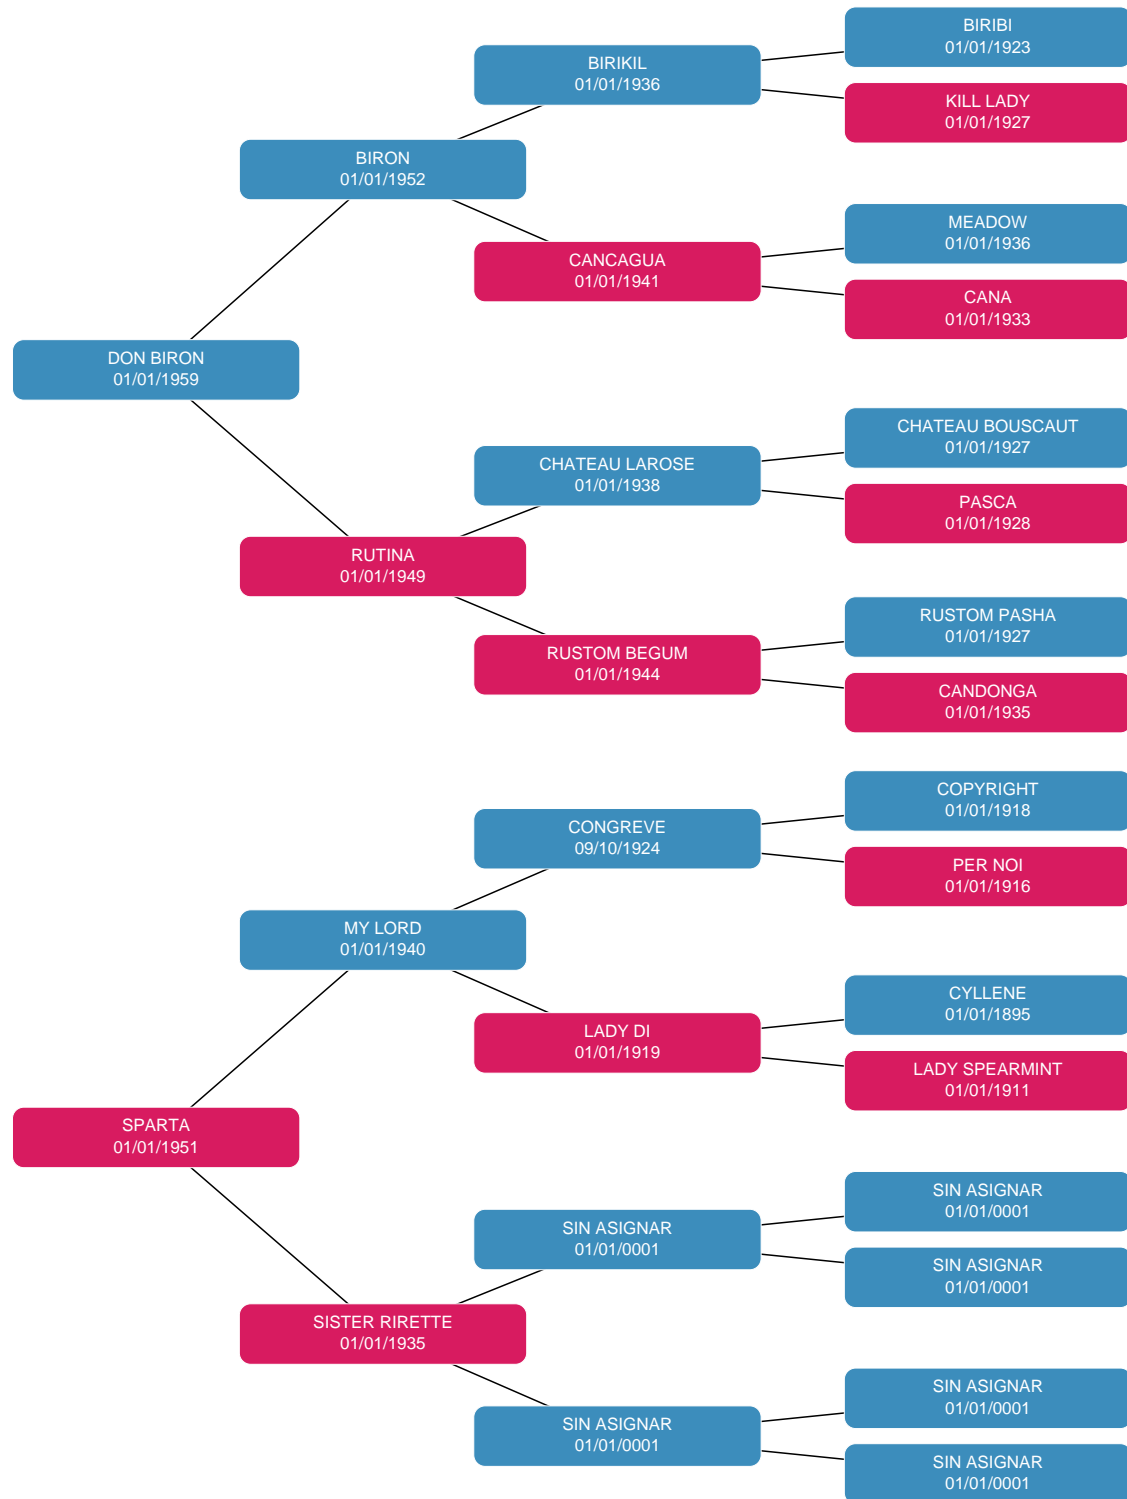 BIRIBI
01/01/1923
BIRIKIL
01/01/1936
KILL LADY
01/01/1927
BIRON
01/01/1952
MEADOW
01/01/1936
CANCAGUA
01/01/1941
CANA
01/01/1933
DON BIRON
01/01/1959
CHATEAU BOUSCAUT
01/01/1927
CHATEAU LAROSE
01/01/1938
PASCA
01/01/1928
RUTINA
01/01/1949
RUSTOM PASHA
01/01/1927
RUSTOM BEGUM
01/01/1944
CANDONGA
01/01/1935
COPYRIGHT
01/01/1918
CONGREVE
09/10/1924
PER NOI
01/01/1916
MY LORD
01/01/1940
CYLLENE
01/01/1895
LADY DI
01/01/1919
LADY SPEARMINT
01/01/1911
SPARTA
01/01/1951
SIN ASIGNAR
01/01/0001
SIN ASIGNAR
01/01/0001
SIN ASIGNAR
01/01/0001
SISTER RIRETTE
01/01/1935
SIN ASIGNAR
01/01/0001
SIN ASIGNAR
01/01/0001
SIN ASIGNAR
01/01/0001